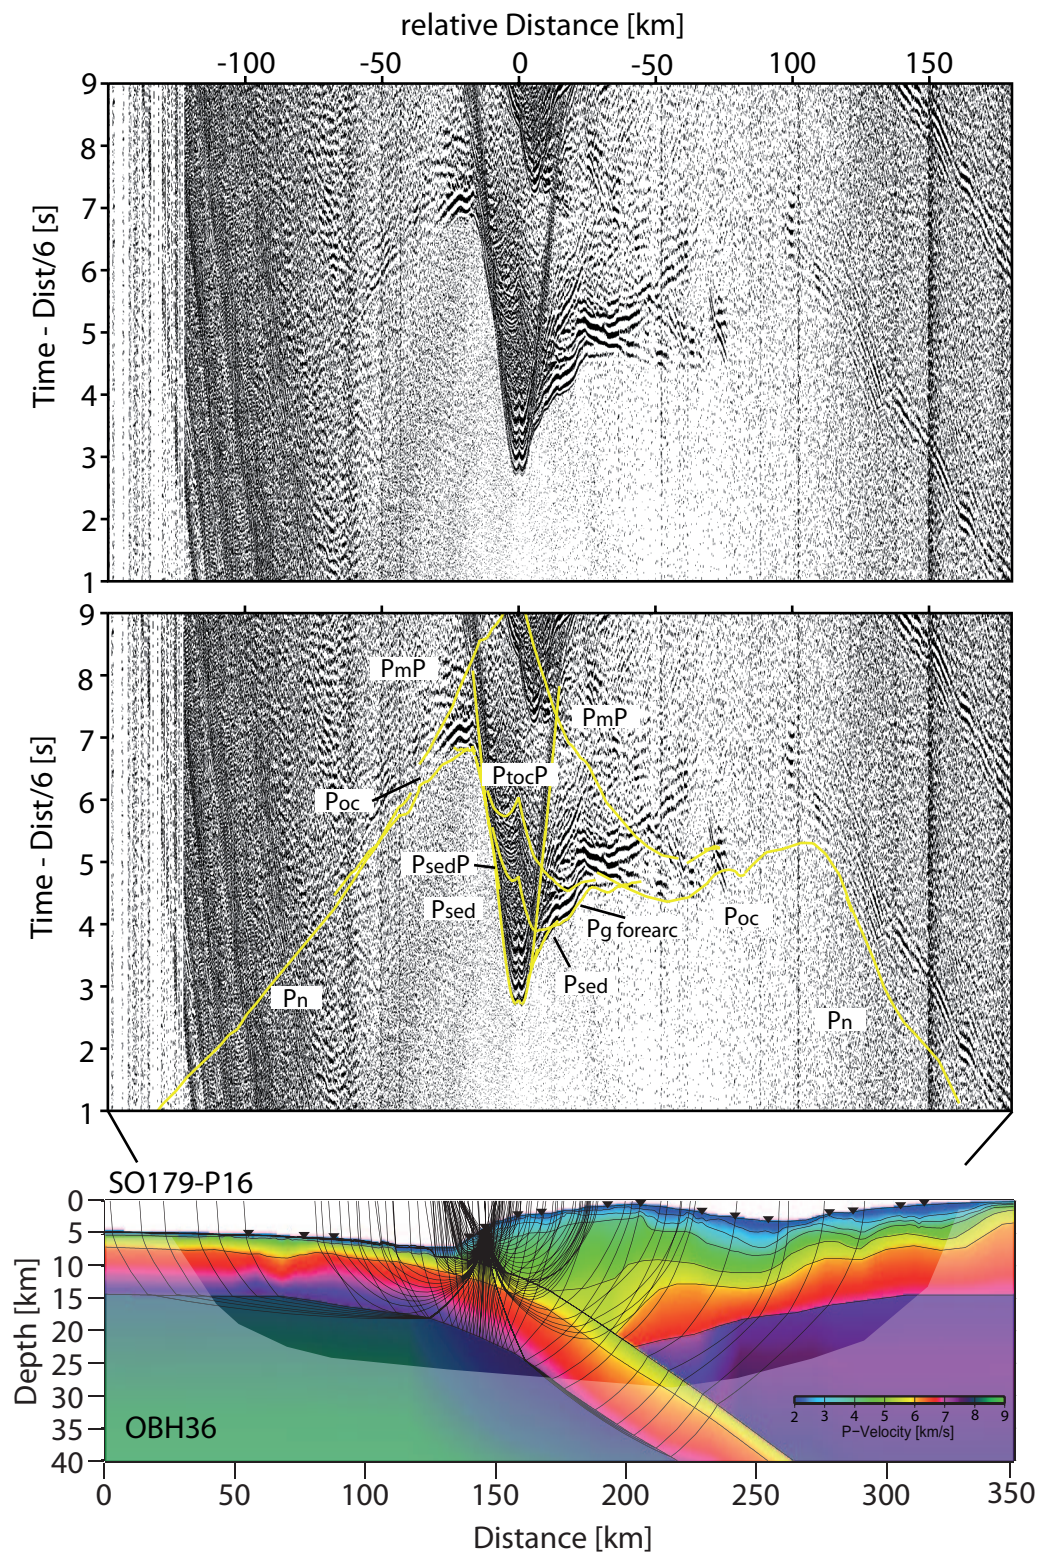 relative Distance [km]
-100 -50 0 -50 100 150
9
8
7
6
5
4
3
2
1
Time - Dist/6 [s]
9
8
7
6
5
4
3
2
1
Time - Dist/6 [s]
PmP
PmP
PtocP
Poc
PsedP
Psed
Pg forearc
Poc
Psed
Pn
Pn
SO179-P16
0
5
10
15
20
25
30
35
40
Depth [km]
OBH36
2 3 4 5 6 7 8 9
P-Velocity [km/s]
0 50 100 150 200 250 300 350
Distance [km]